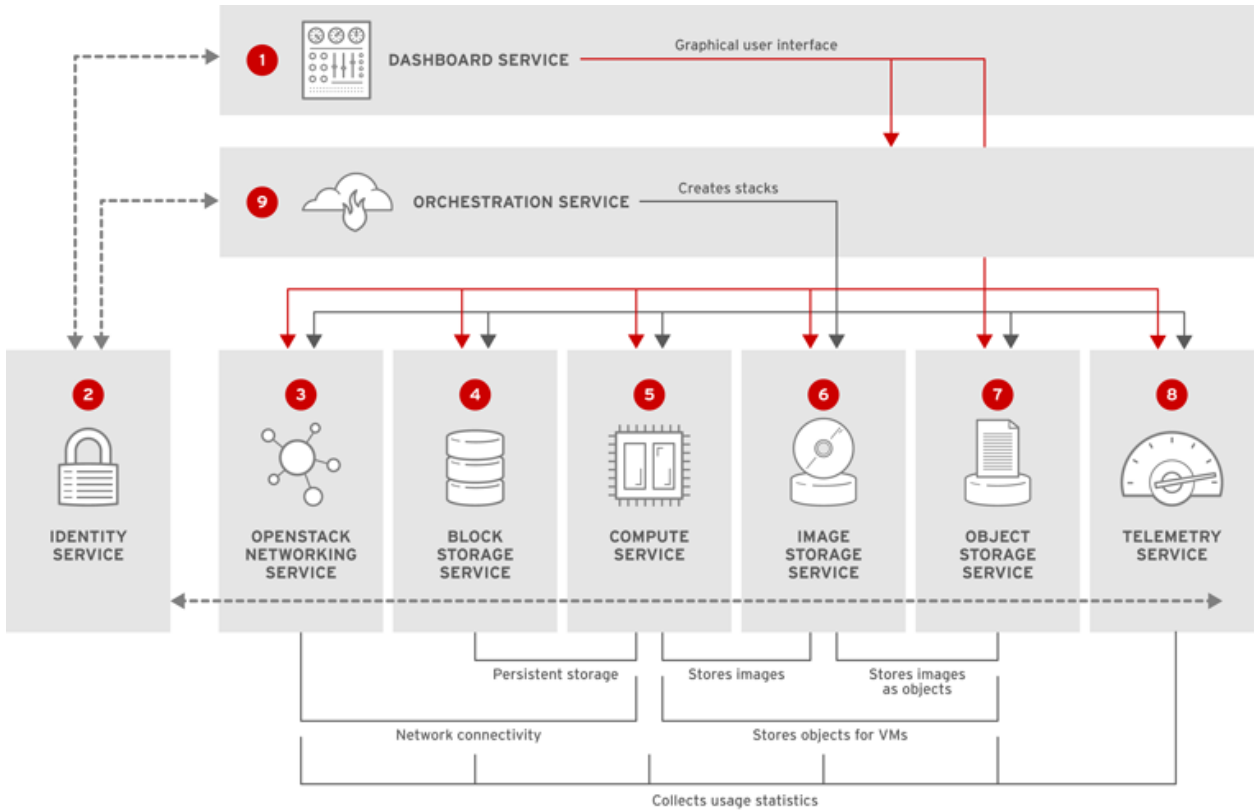 1
DASHBOARD SERVICE
Graphical user interface
9
ORCHESTRATION SERVICE
Creates stacks
2
IDENTITY
SERVICE
3
OPENSTACK
NETWORKING
SERVICE
4
BLOCK
STORAGE
SERVICE
5
COMPUTE
SERVICE
6
IMAGE
STORAGE
SERVICE
7
OBJECT
STORAGE
SERVICE
8
TELEMETRY
SERVICE
Persistent storage
Stores images
Stores images
as objects
Network connectivity
Stores objects for VMs
Collects usage statistics